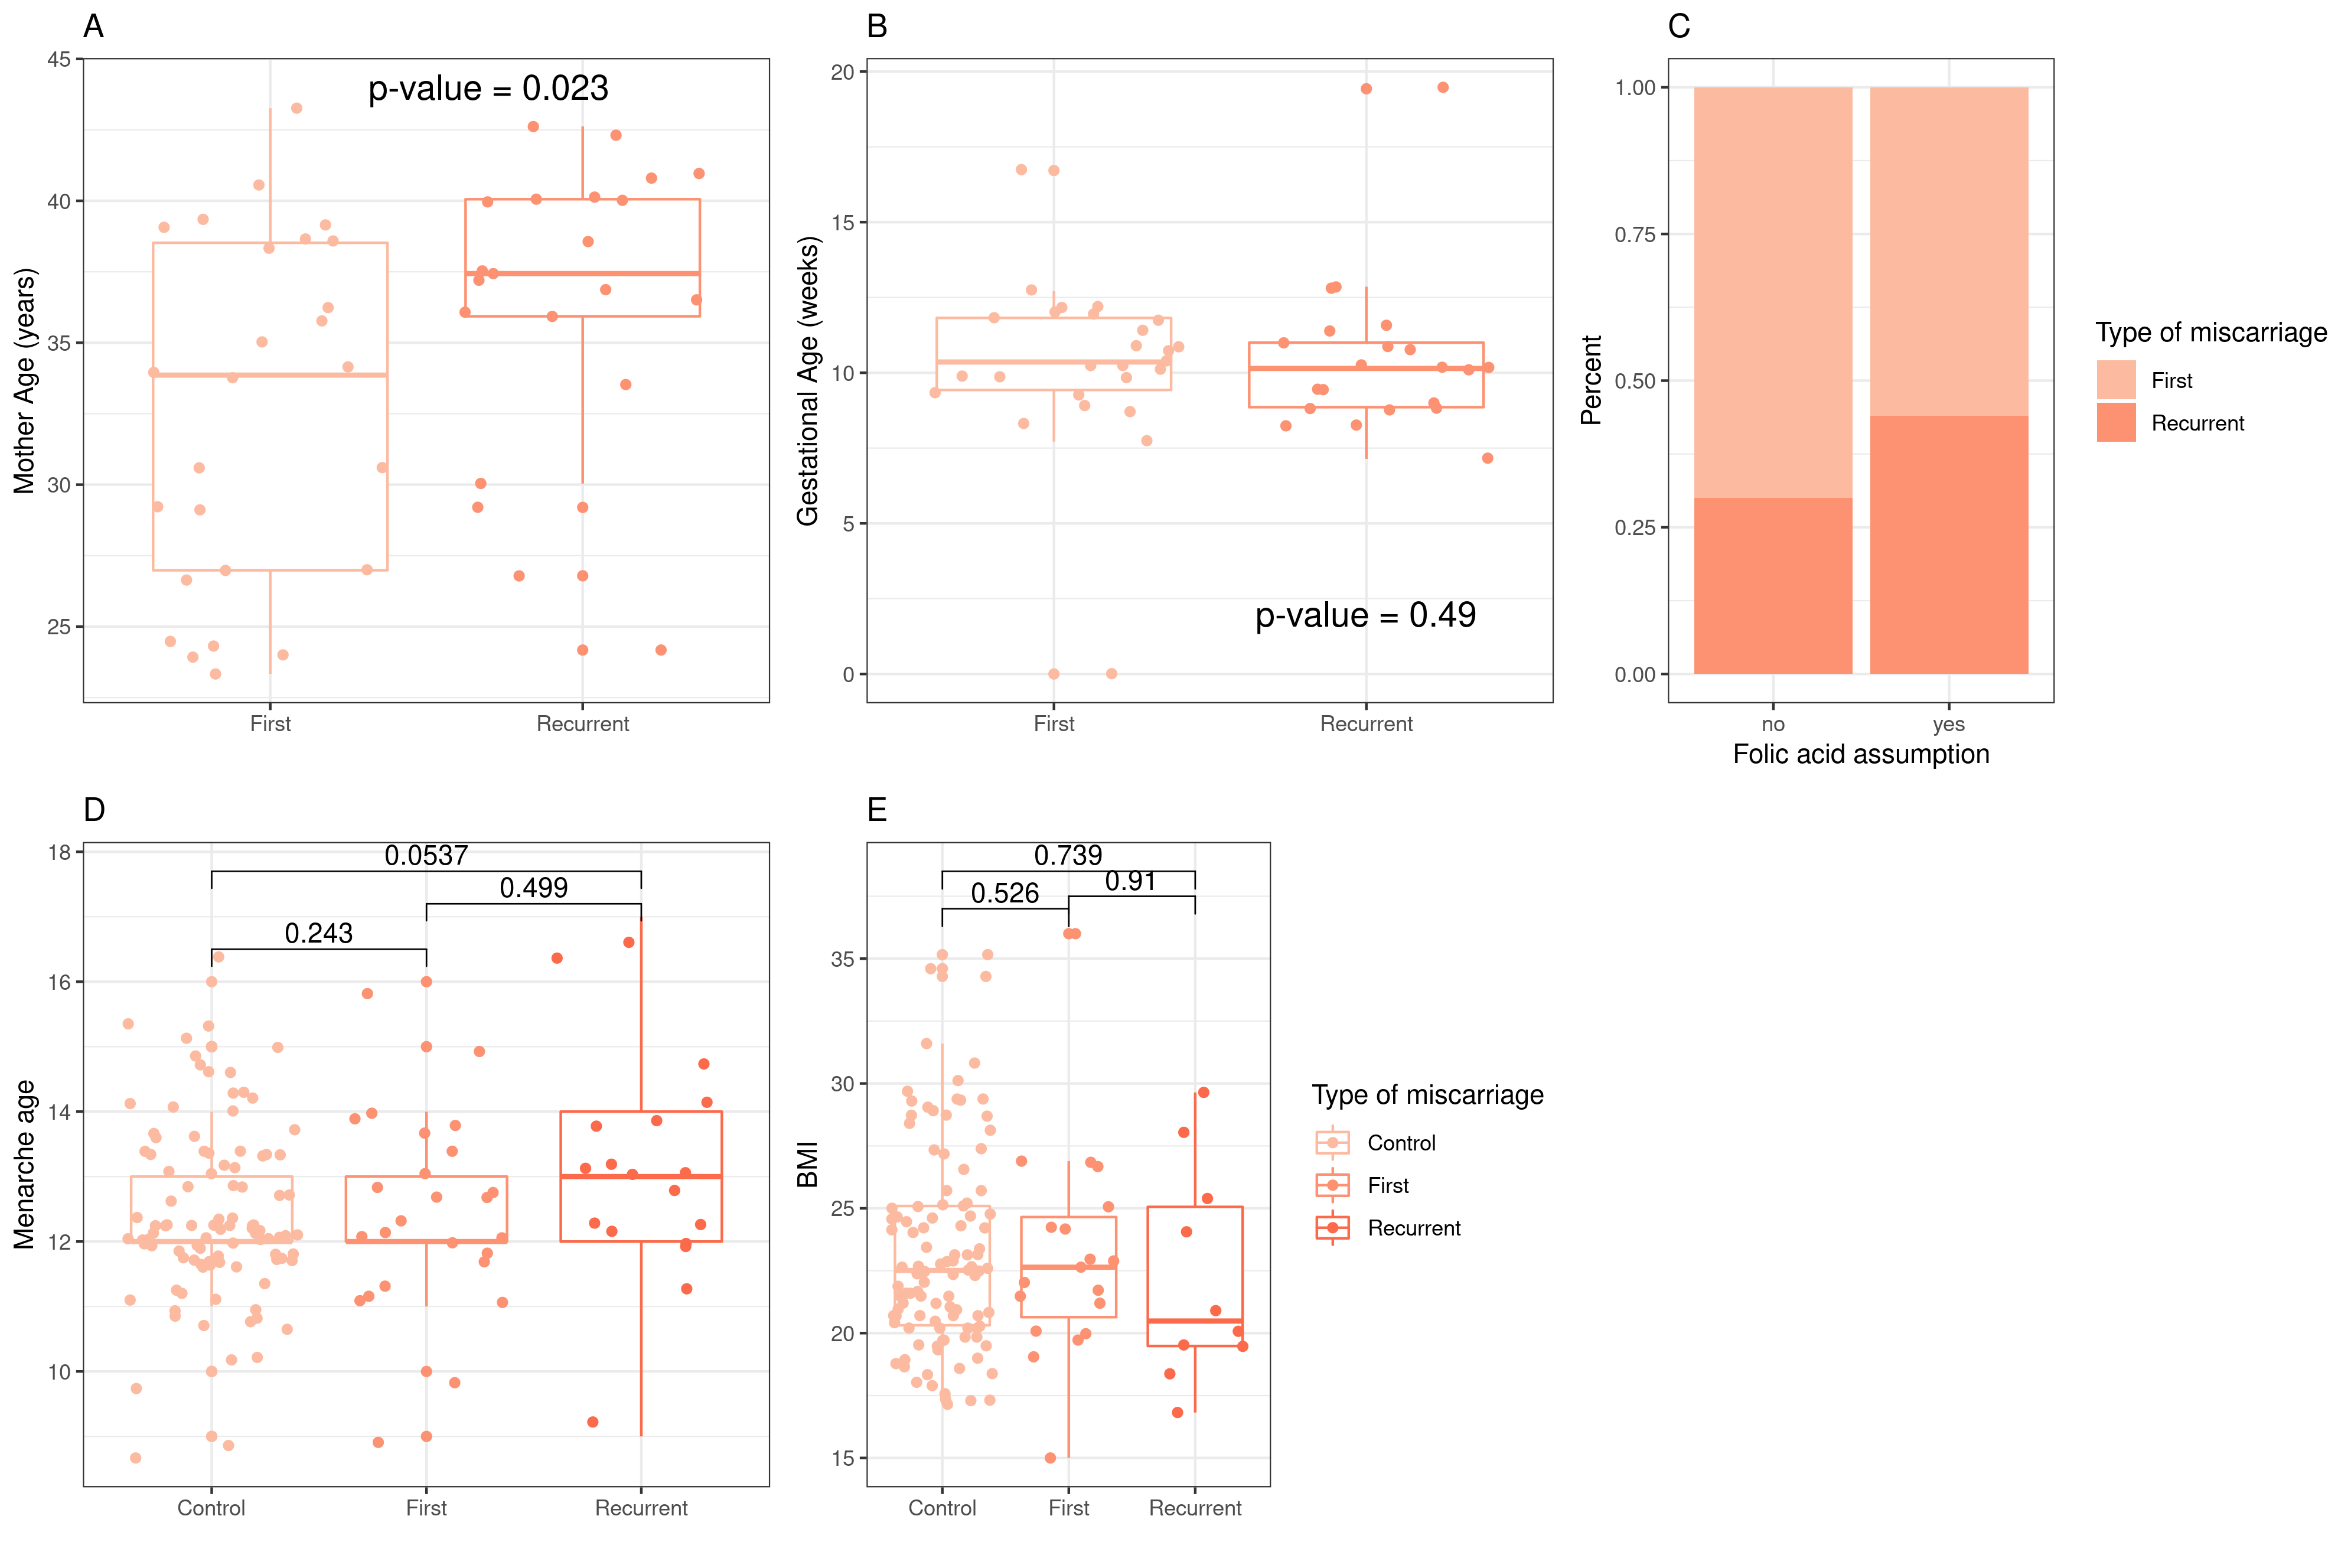 A
p-value = 0.023
Mother Age (years)
45
40
35
30
25
First
Recurrent
B
Gestational Age (weeks)
20
15
10
5
0
p-value = 0.49
First
Recurrent
C
Percent
1.00
0.75
0.50
0.25
0.00
no
yes
Folic acid assumption
Type of miscarriage
First
Recurrent
D
Menarche age
18
16
14
12
10
0.0537
0.499
0.243
Control
First
Recurrent
E
BMI
35
30
25
20
15
0.739
0.526
0.91
Control
First
Recurrent
Type of miscarriage
Control
First
Recurrent